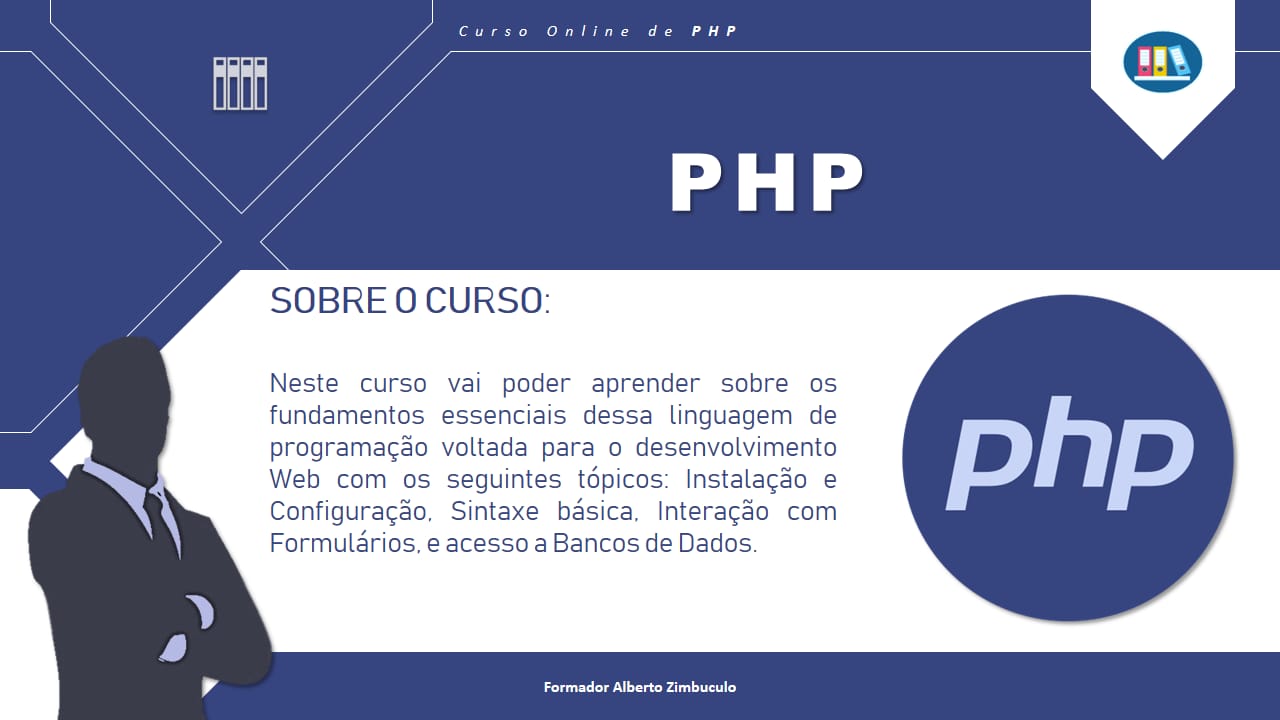 Curso Online de PHP
PHP
SOBRE O CURSO:
Neste curso vai poder aprender sobre os
fundamentos essenciais dessa linguagem de
programação voltada para o desenvolvimento
Web com os seguintes tópicos: Instalação e
Configuração, Sintaxe básica, Interação com
Formulários, e acesso a Bancos de Dados.
php
Formador Alberto Zimbuculo